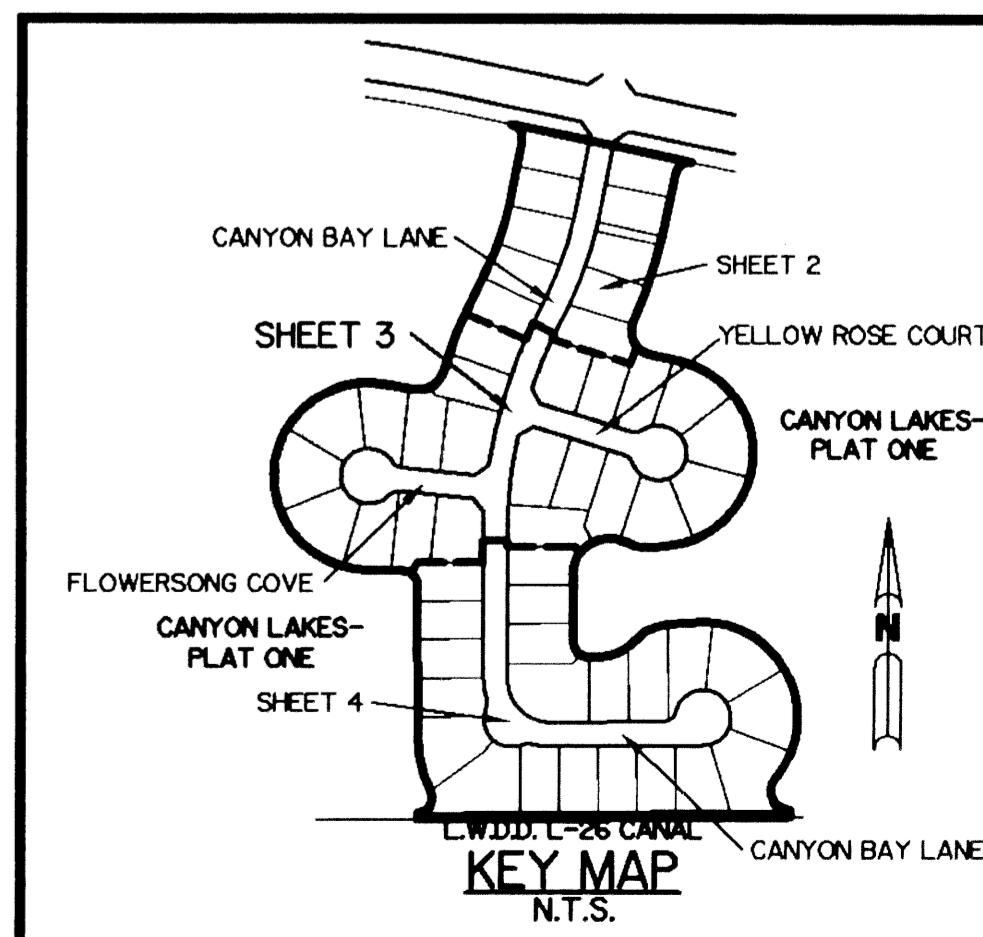 CANYON BAY LANE
SHEET 2
SHEET 3
YELLOW ROSE COURT
CANYON LAKES-
PLAT ONE
N
FLOWERSONG COVE
CANYON LAKES-
PLAT ONE
SHEET 4
L.W.D.D. L-26 CANAL
CANYON BAY LANE
KEY MAP
N.T.S.